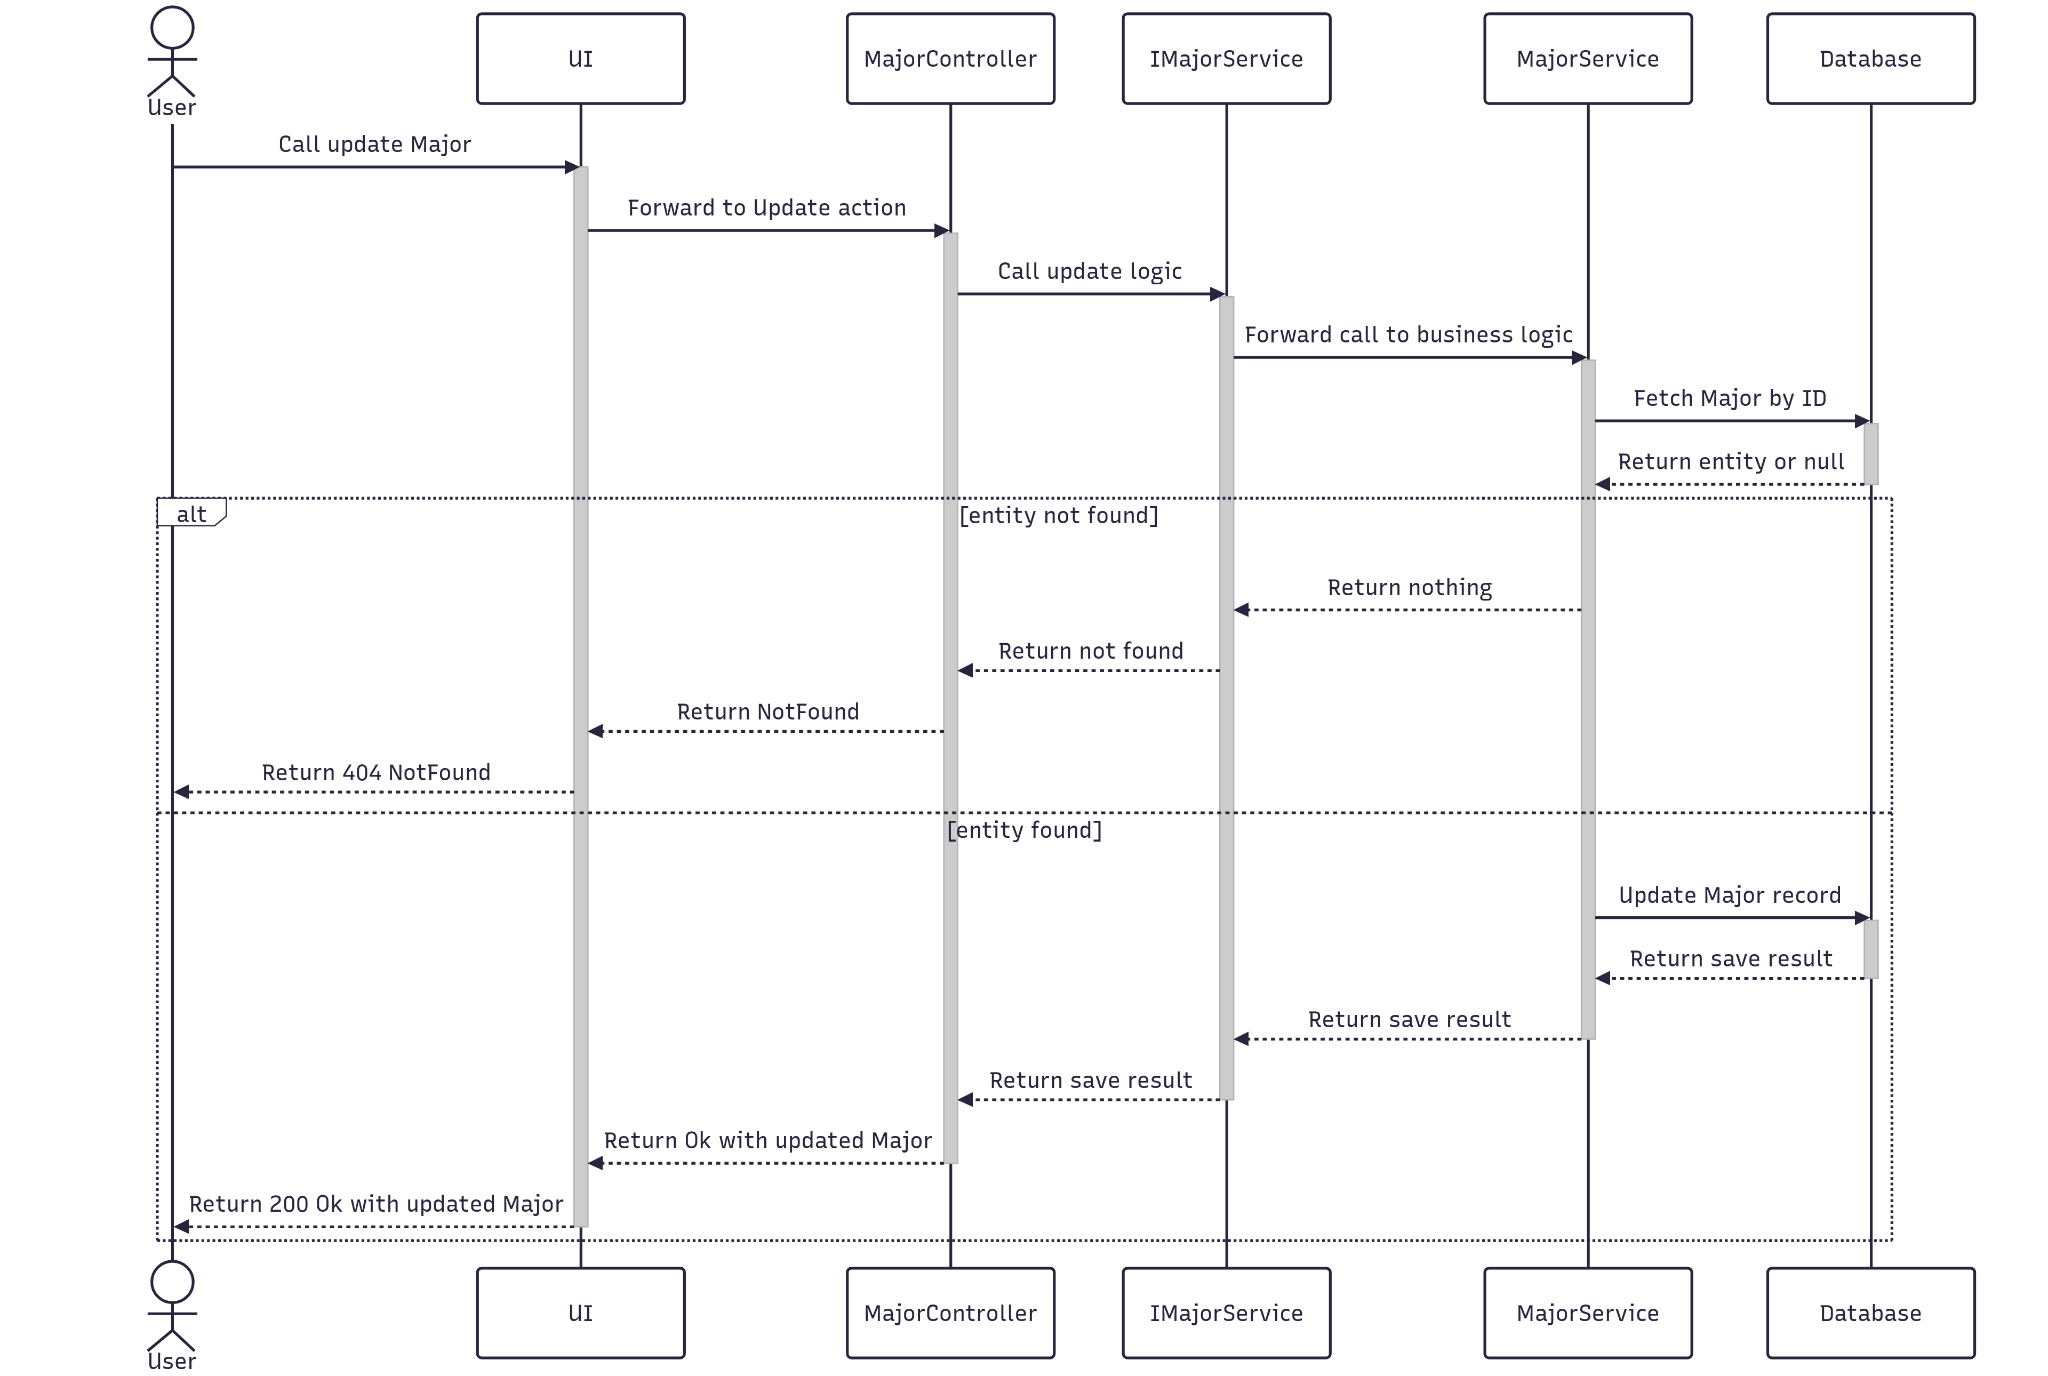 User
UI
MajorController
IMajorService
MajorService
Database
Call update Major
Forward to Update action
Call update logic
Forward call to business logic
Fetch Major by ID
Return entity or null
alt
[entity not found]
Return nothing
Return not found
Return NotFound
Return 404 NotFound
[entity found]
Update Major record
Return save result
Return save result
Return save result
Return Ok with updated Major
Return 200 Ok with updated Major
User
UI
MajorController
IMajorService
MajorService
Database